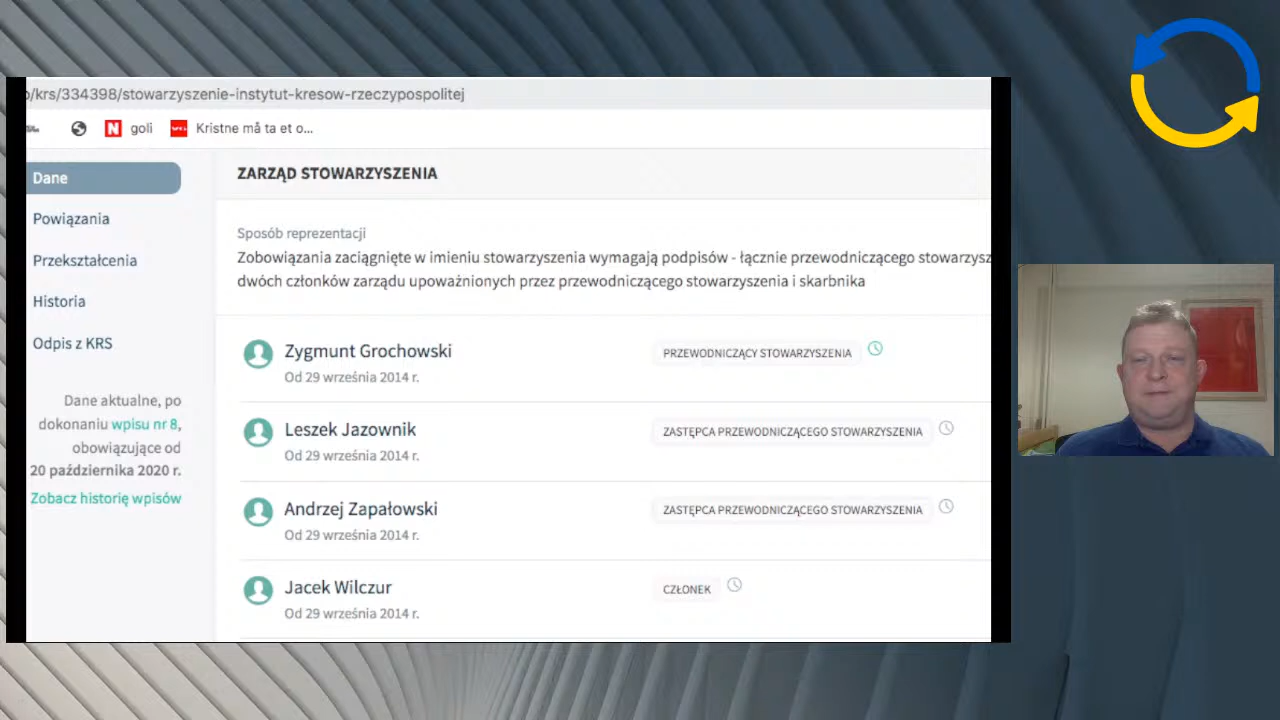 /krs/334398/stowarzyszenie-instytut-kresow-rzeczypospolitej
N goli Kristne må ta et o...
Dane
Powiązania
Przekształcenia
Historia
Odpis z KRS
Dane aktualne, po
dokonaniu wpisu nr 8,
obowiązujące od
20 października 2020 r.
Zobacz historię wpisów
ZARZĄD STOWARZYSZENIA
Sposób reprezentacji
Zobowiązania zaciągnięte w imieniu stowarzyszenia wymagają podpisów - łącznie przewodniczącego stowarzysz
dwóch członków zarządu upoważnionych przez przewodniczącego stowarzyszenia i skarbnika
Zygmunt Grochowski PRZEWODNICZĄCY STOWARZYSZENIA
Od 29 września 2014 r.
Leszek Jazownik ZASTĘPCA PRZEWODNICZĄCEGO STOWARZYSZENIA
Od 29 września 2014 r.
Andrzej Zapałowski ZASTĘPCA PRZEWODNICZĄCEGO STOWARZYSZENIA
Od 29 września 2014 r.
Jacek Wilczur CZŁONEK
Od 29 września 2014 r.